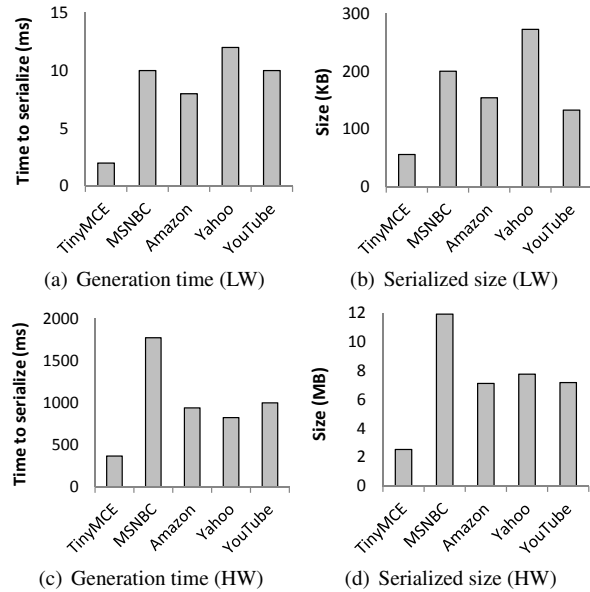 Time to serialize (ms)
15
10
5
0
TinyMCE
MSNBC
Amazon
Yahoo
YouTube
(a) Generation time (LW)
Size (KB)
300
200
100
0
TinyMCE
MSNBC
Amazon
Yahoo
YouTube
(b) Serialized size (LW)
Time to serialize (ms)
2000
1500
1000
500
0
TinyMCE
MSNBC
Amazon
Yahoo
YouTube
(c) Generation time (HW)
Size (MB)
12
10
8
6
4
2
0
TinyMCE
MSNBC
Amazon
Yahoo
YouTube
(d) Serialized size (HW)